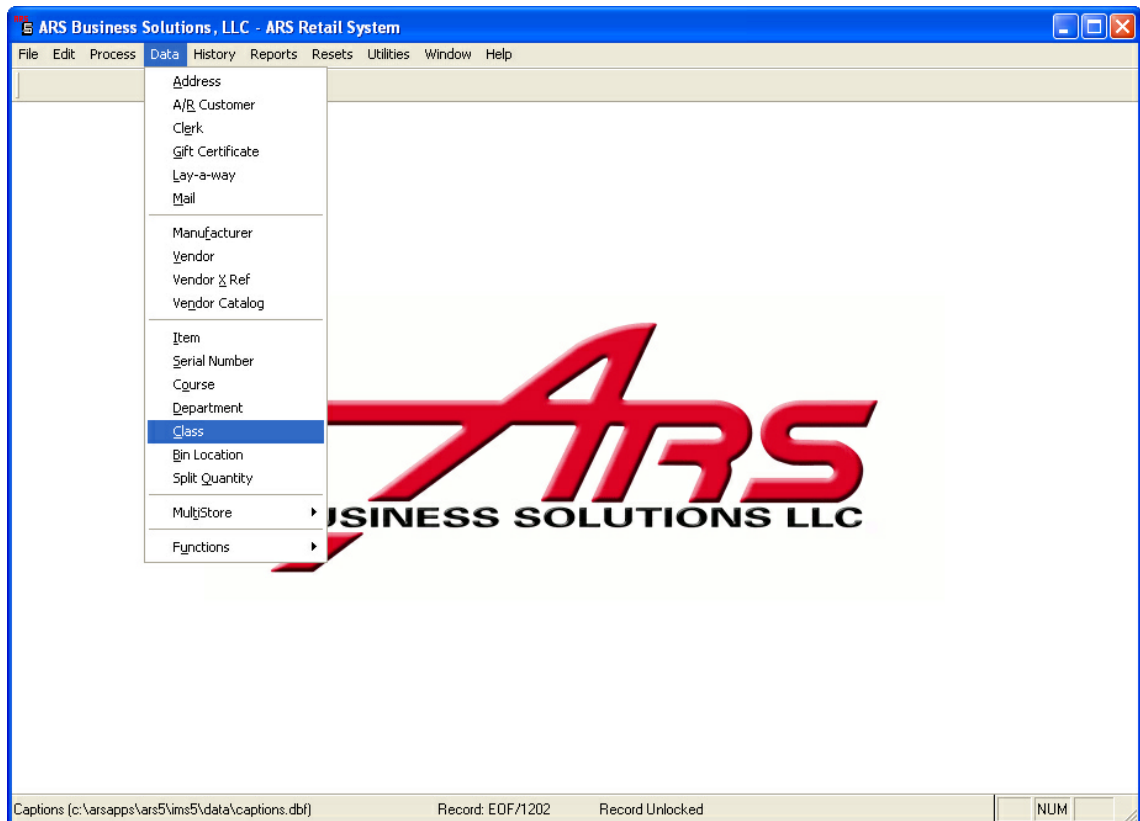 ARS Business Solutions, LLC - ARS Retail System
File Edit Process Data History Reports Resets Utilities Window Help
Address
A/R Customer
Clerk
Gift Certificate
Lay-a-way
Mail
Manufacturer
Vendor
Vendor X Ref
Vendor Catalog
Item
Serial Number
Course
Department
Class
Bin Location
Split Quantity
MultiStore
Functions
ARS
USINESS SOLUTIONS LLC
Captions (c:\arsapps\ars5\ims5\data\captions.dbf) Record: EOF/1202 Record Unlocked NUM